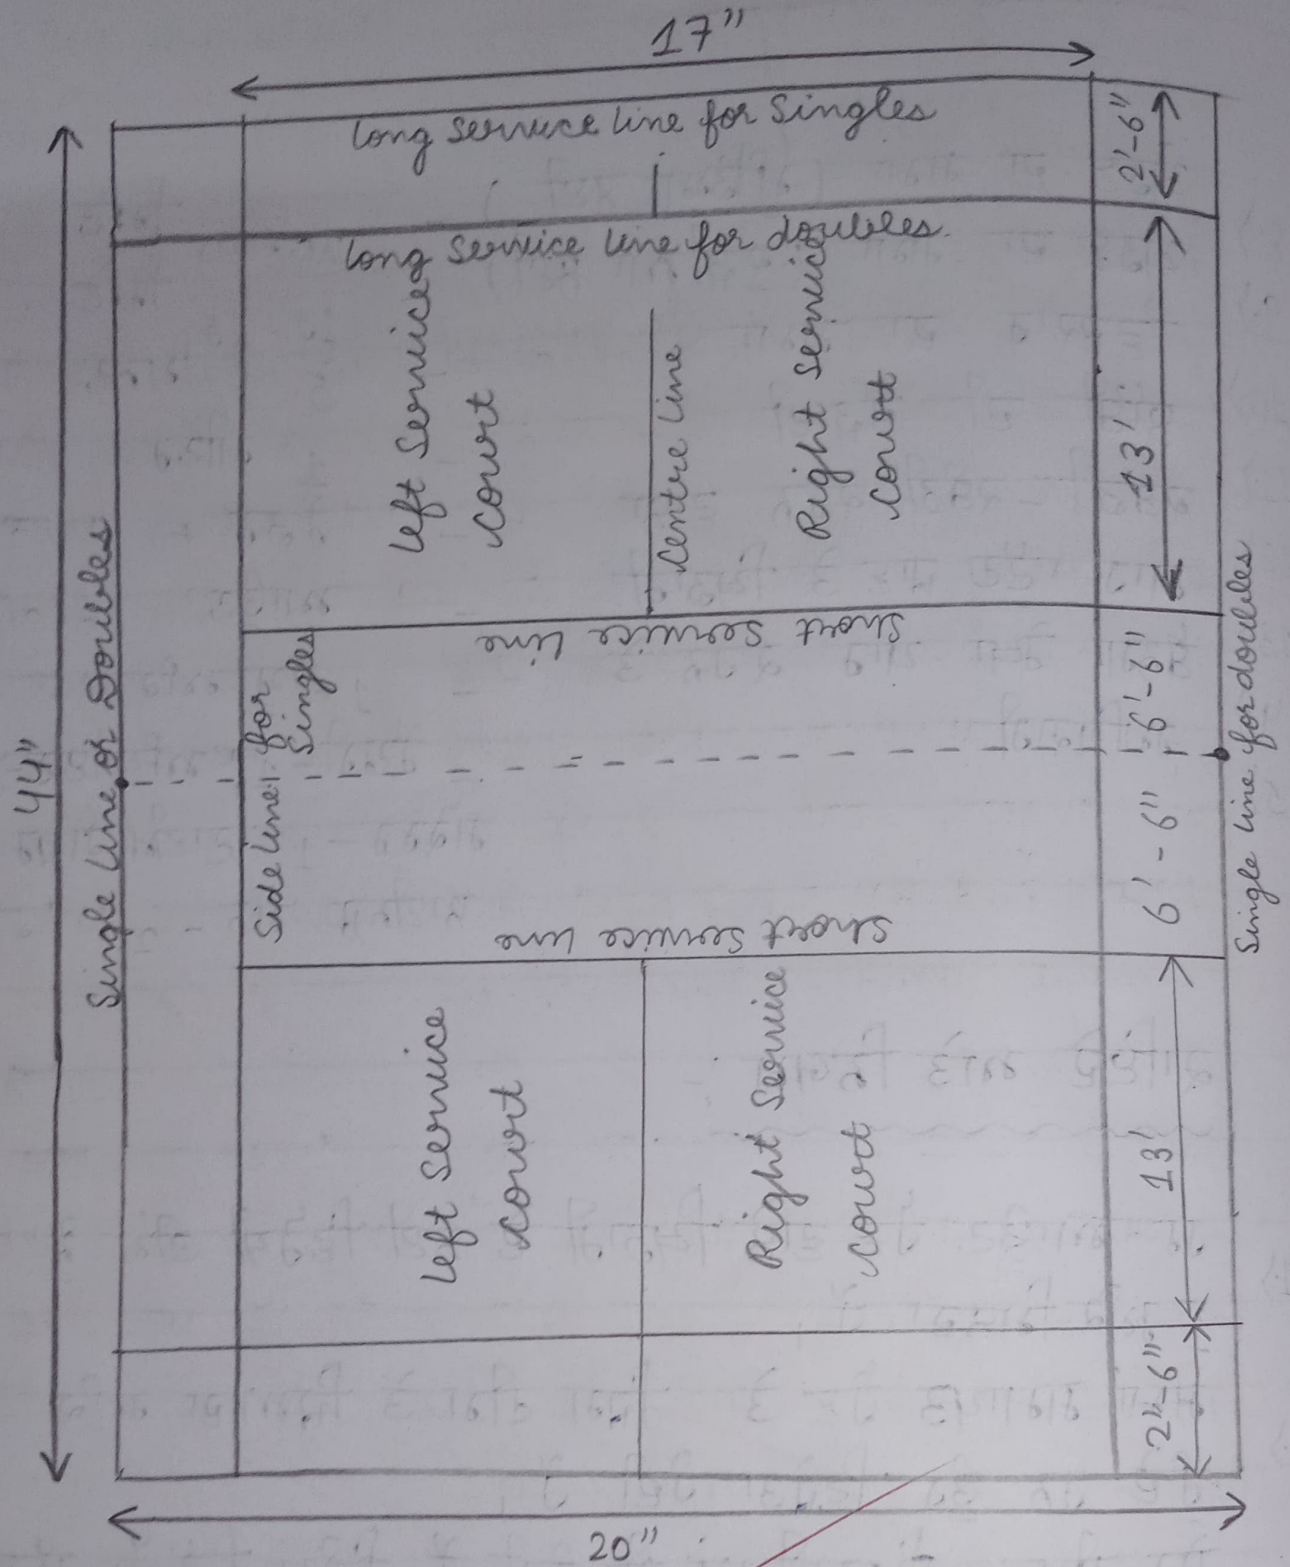 17"
long service line for Singles
2'-6"
long service line for doubles.
Left Service
court
Centre line
Right service
court
13'
44"
Single line of Doubles
short service line
Side line for
Singles
6'-6"
6'-6"
Single line for doubles
short service line
Left Service
court
Right Service
court
13'
2"-6"
20"